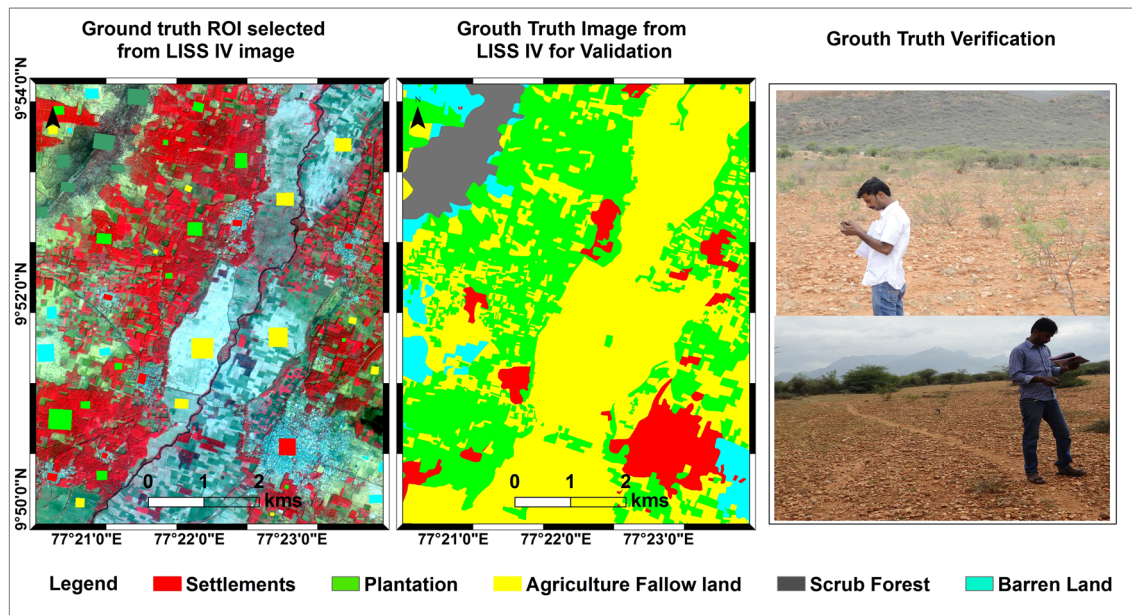 Ground truth ROI selected
from LISS IV image
Grouth Truth Image from
LISS IV for Validation
Grouth Truth Verification
9°54'0"N
9°52'0"N
9°50'0"N
N
N
0 1 2
kms
0 1 2
kms
77°21'0"E 77°22'0"E 77°23'0"E
77°21'0"E 77°22'0"E 77°23'0"E
Legend Settlements Plantation Agriculture Fallow land Scrub Forest Barren Land